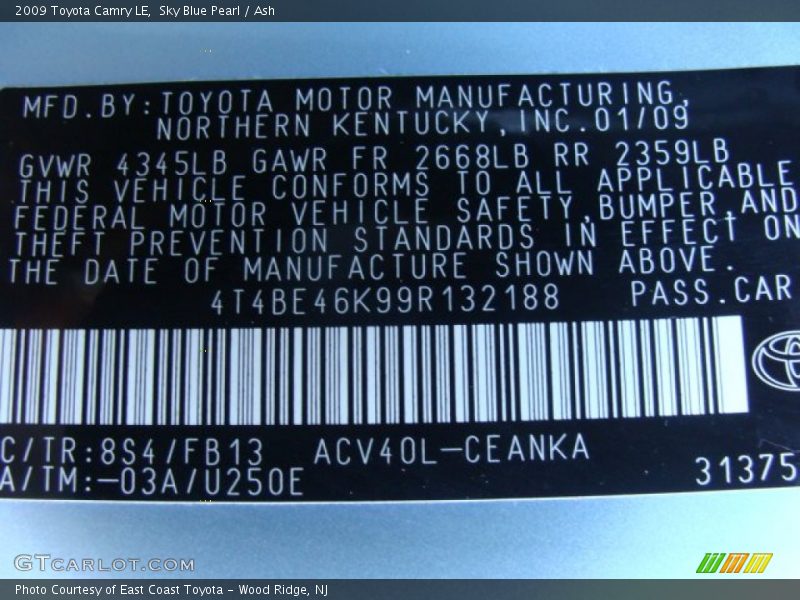 2009 Toyota Camry LE,  Sky Blue Pearl / Ash
MFD.BY:TOYOTA MOTOR MANUFACTURING,
NORTHERN KENTUCKY,INC.01/09
GVWR 4345LB GAWR FR 2668LB RR 2359LB
THIS VEHICLE CONFORMS TO ALL APPLICABLE
FEDERAL MOTOR VEHICLE SAFETY,BUMPER,AND
THEFT PREVENTION STANDARDS IN EFFECT ON
THE DATE OF MANUFACTURE SHOWN ABOVE.
4T4BE46K99R132188 PASS.CAR
C/TR:8S4/FB13 ACV40L-CEANKA
A/TM:-03A/U250E 31375
GTCARLOT.COM
Photo Courtesy of East Coast Toyota - Wood Ridge, NJ